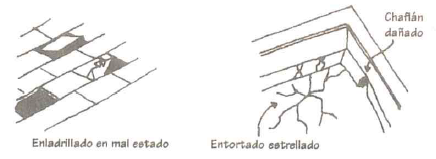 Chaflán
dañado
Enladrillado en mal estado
Entortado estrellado